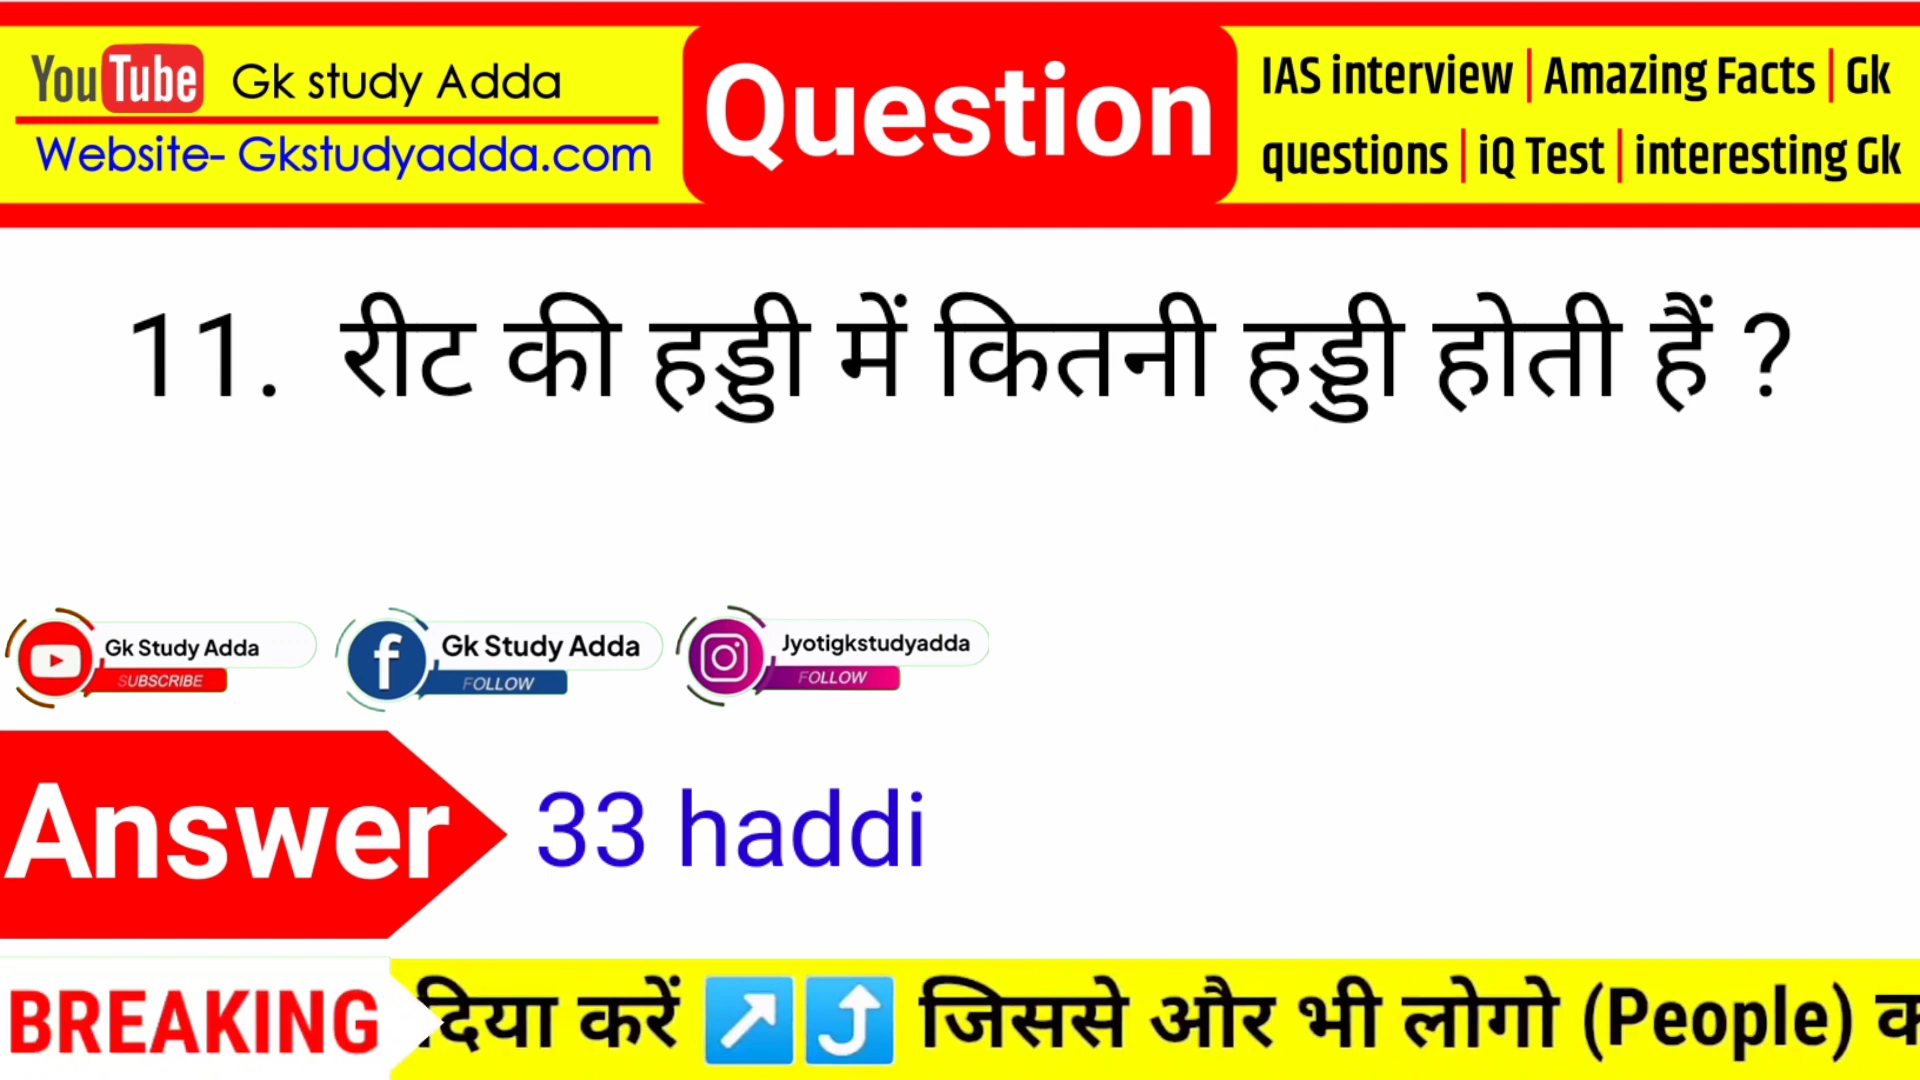 YouTube Gk study Adda
Website- Gkstudyadda.com
Question
IAS interview | Amazing Facts | Gk
questions | iQ Test | interesting Gk
11. रीट की हड्डी में कितनी हड्डी होती हैं ?
Gk Study Adda
SUBSCRIBE
Gk Study Adda
FOLLOW
Jyotigkstudyadda
FOLLOW
Answer
33 haddi
BREAKING
दिया करें ↗️⤴️ जिससे और भी लोगो (People)